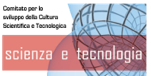 Comitato per lo
sviluppo della Cultura
Scientifica e Tecnologica
scienza e tecnologia